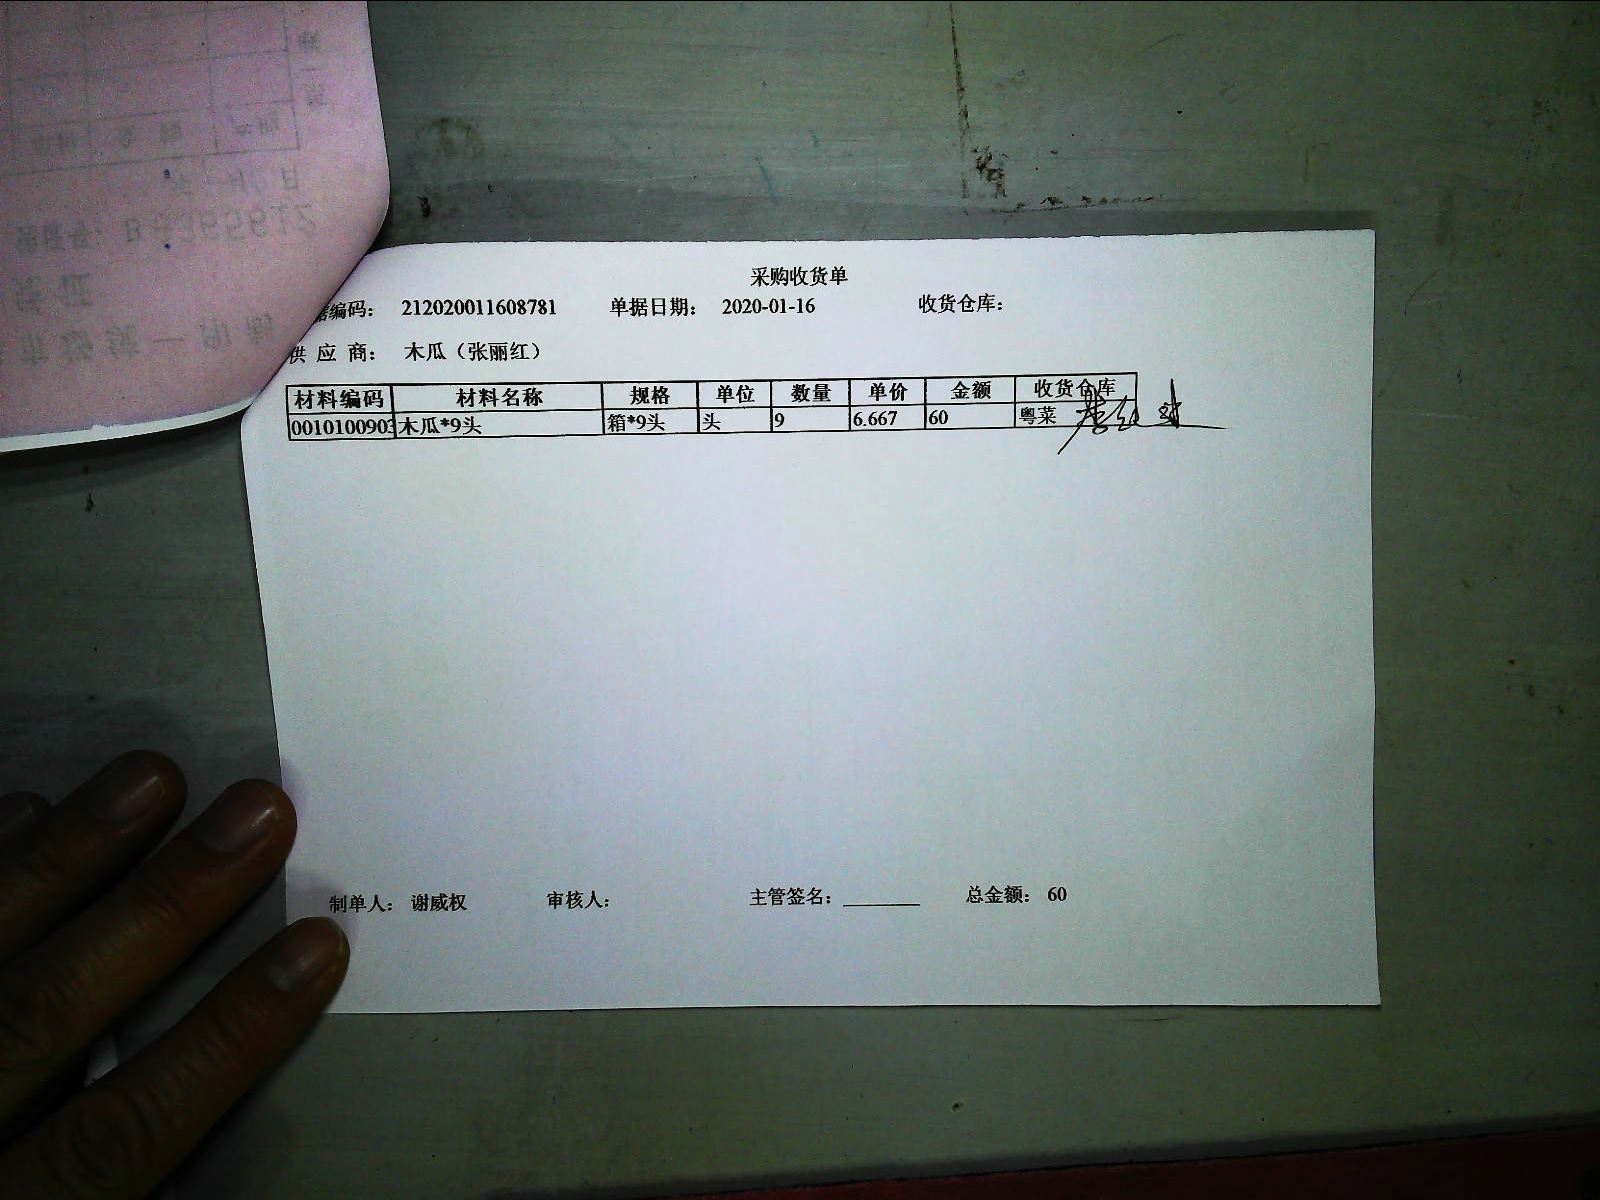 采购收货单
据编码： 212020011608781 单据日期： 2020-01-16 收货仓库：
供 应 商： 木瓜（张丽红）
材料编码 材料名称 规格 单位 数量 单价 金额 收货仓库
0010100903 木瓜*9头 箱*9头 头 9 6.667 60 粤菜
制单人： 谢威权 审核人： 主管签名：________ 总金额： 60